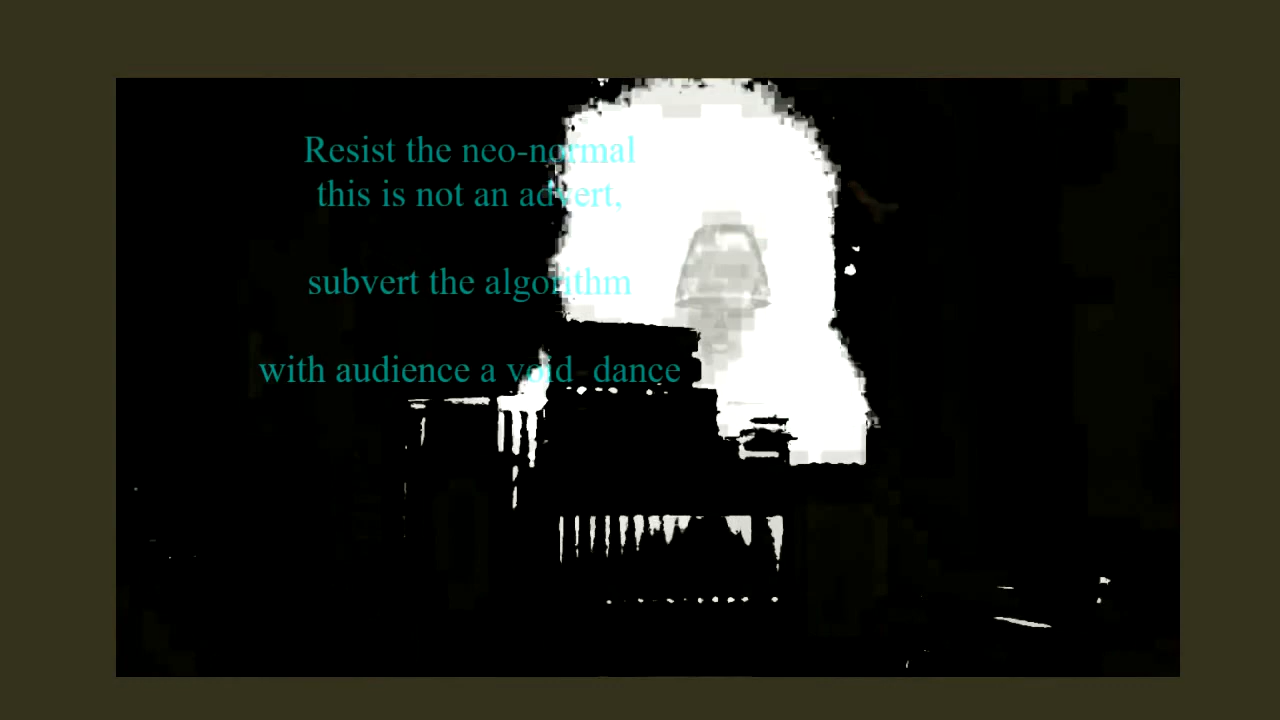 Resist the neo-normal
this is not an advert,
subvert the algorithm
with audience a void  dance